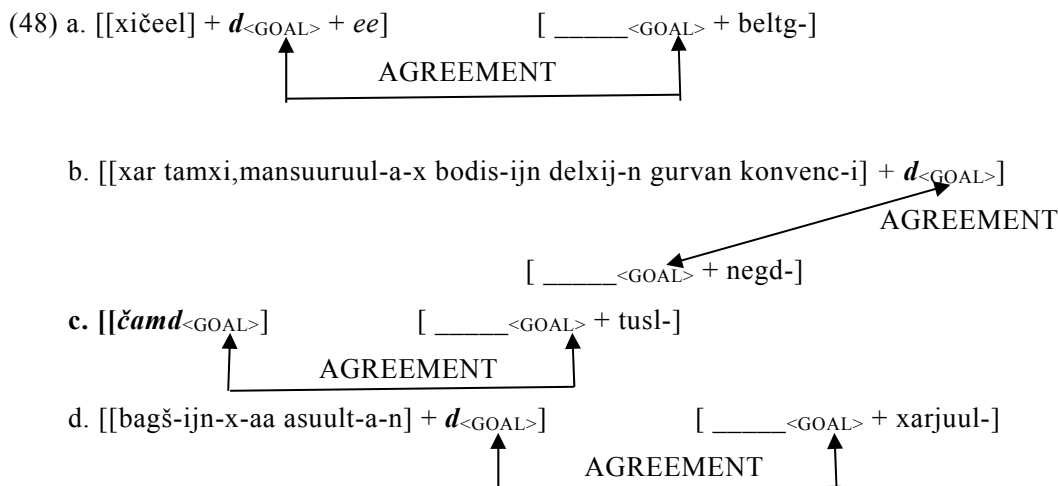 (48) a. [[xičeel] + d<GOAL> + ee] [ _____<GOAL> + beltg-]
AGREEMENT
b. [[xar tamxi,mansuuruul-a-x bodis-ijn delxij-n gurvan konvenc-i] + d<GOAL>]
AGREEMENT
[ _____<GOAL> + negd-]
c. [[čamd<GOAL>] [ _____<GOAL> + tusl-]
AGREEMENT
d. [[bagš-ijn-x-aa asuult-a-n] + d<GOAL>] [ _____<GOAL> + xarjuul-]
AGREEMENT